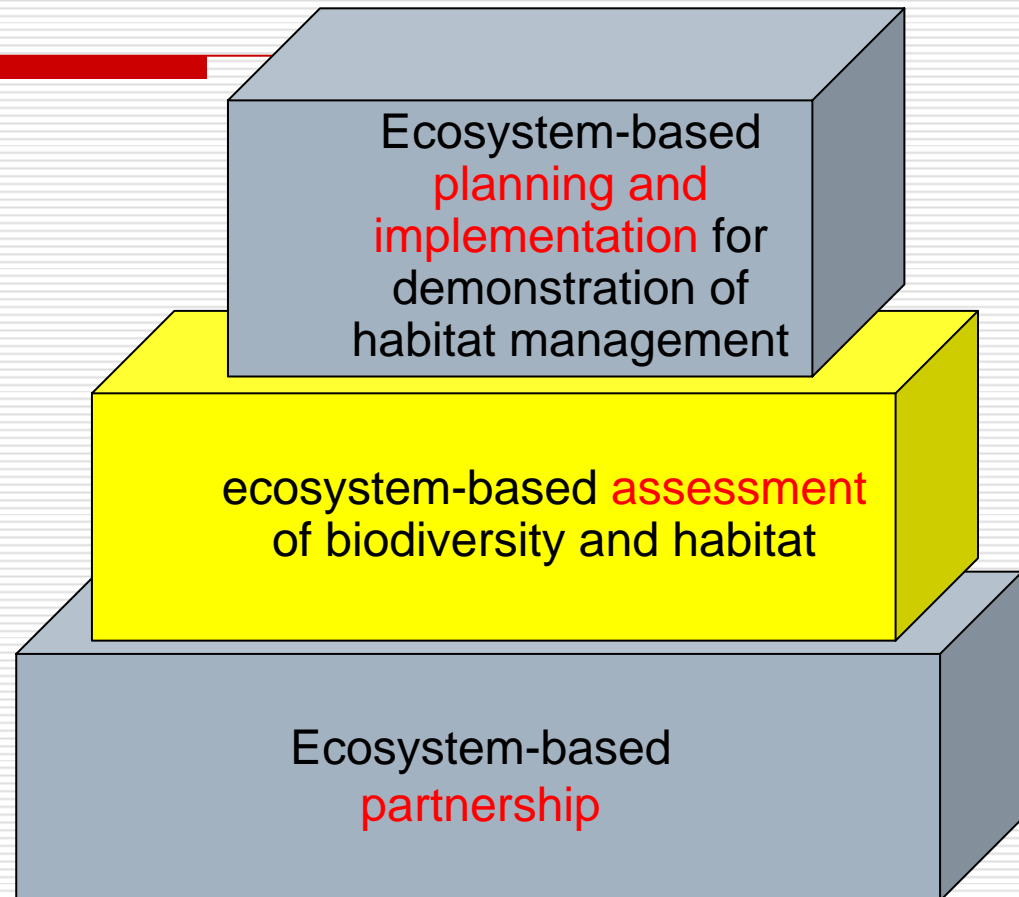 Ecosystem-based
planning and
implementation for
demonstration of
habitat management
ecosystem-based assessment
of biodiversity and habitat
Ecosystem-based
partnership